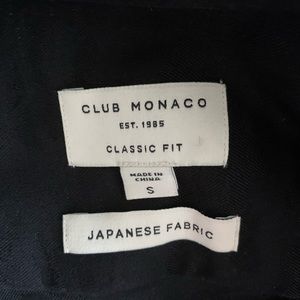 CLUB MONACO
EST. 1985
CLASSIC FIT
MADE IN
CHINA
S
JAPANESE FABRIC